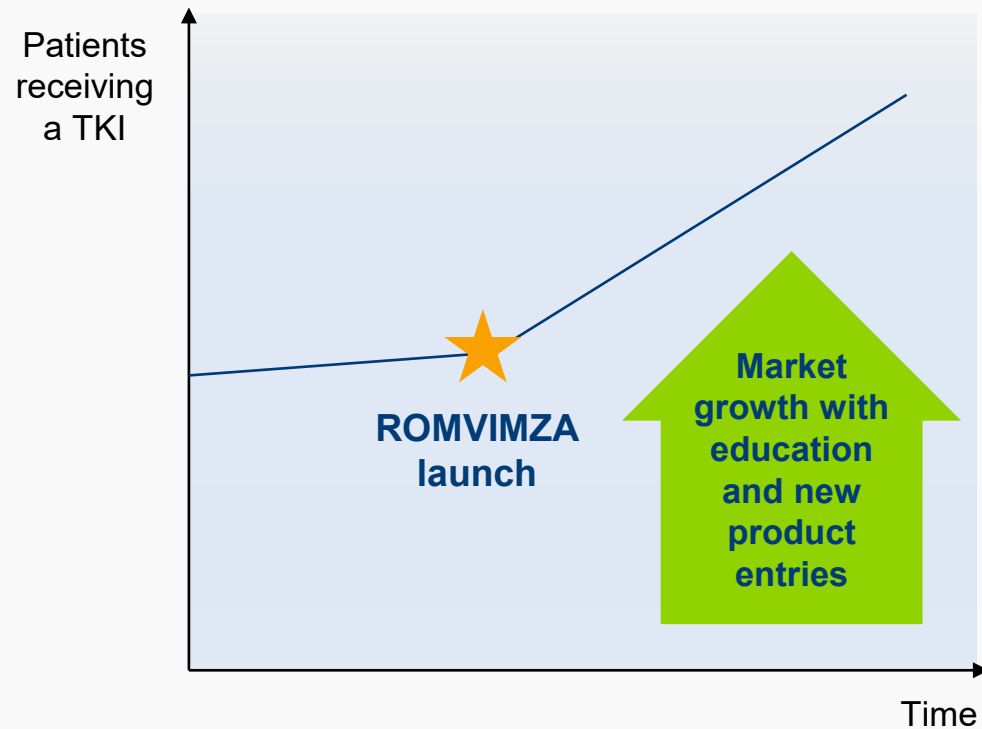 Patients
receiving
a TKI
ROMVIMZA
launch
Market
growth with
education
and new
product
entries
Time